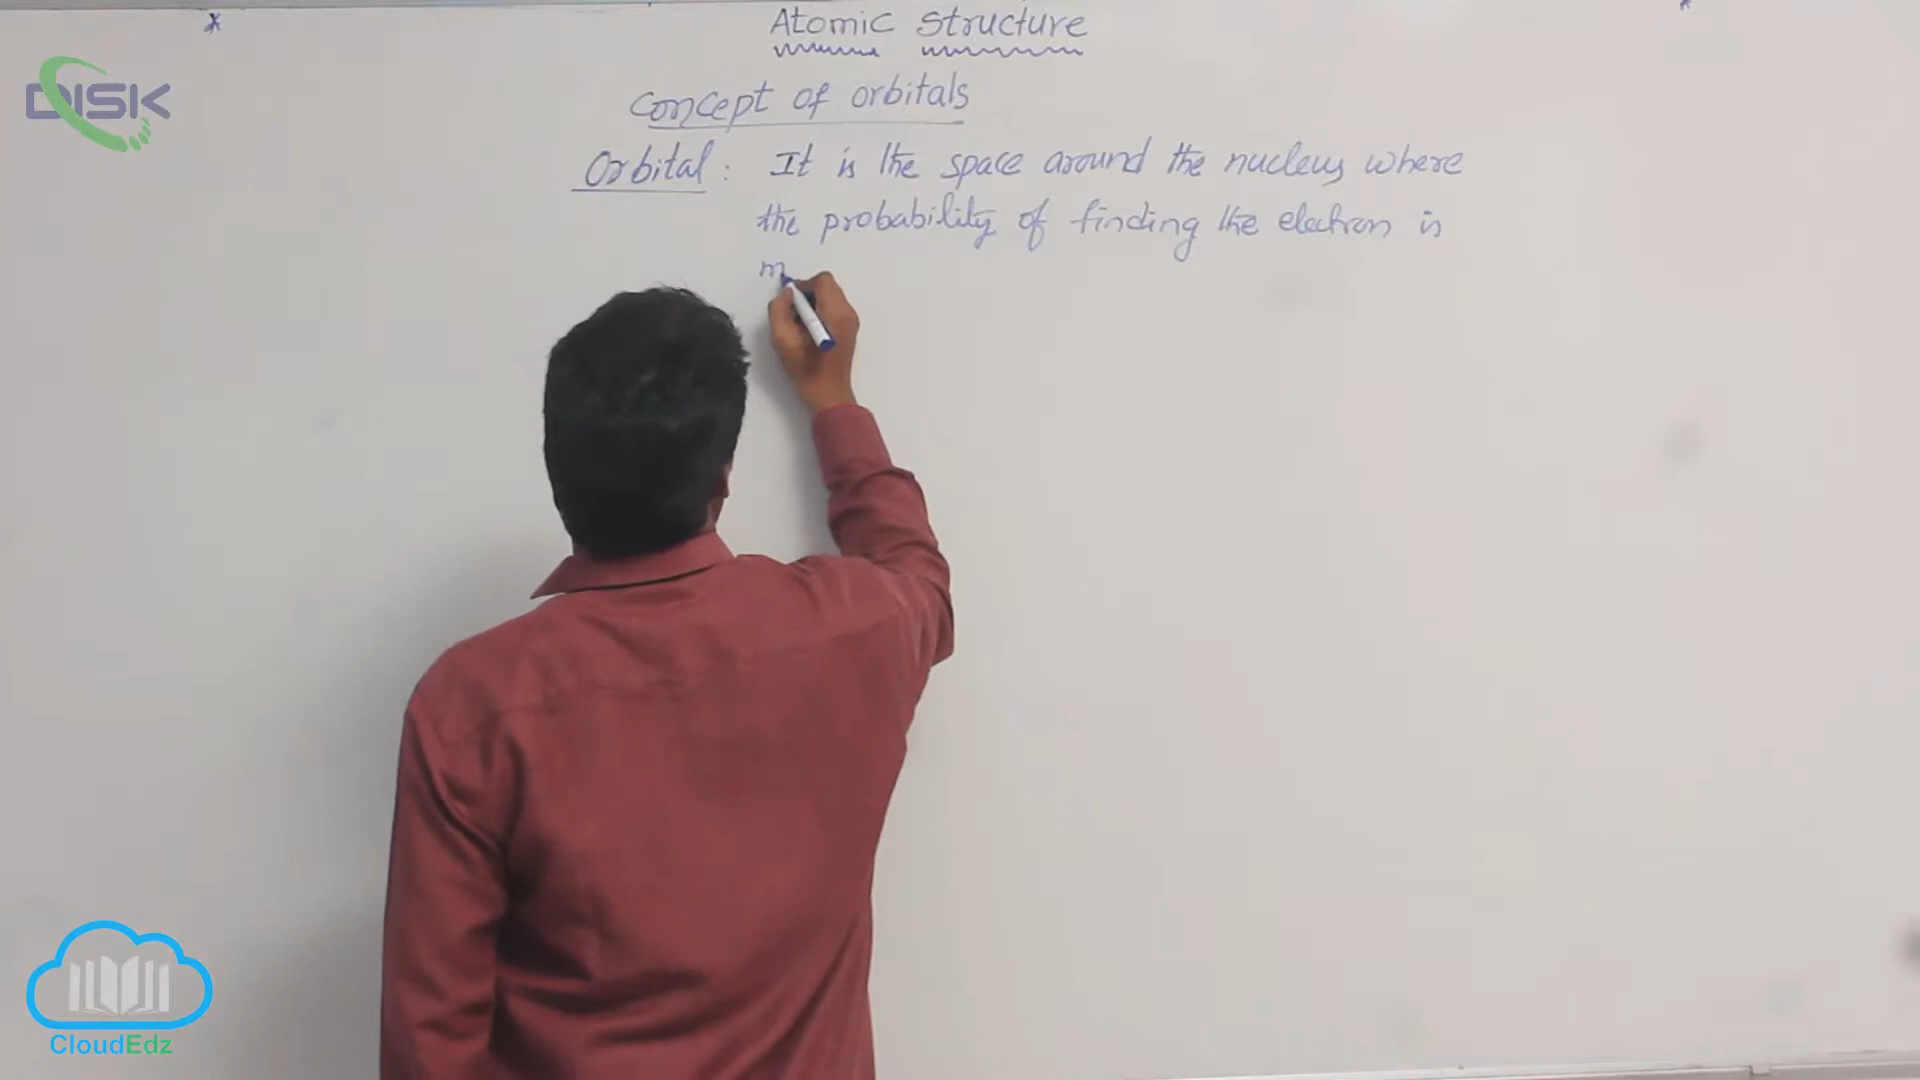 Atomic Structure
DISK
Concept of orbitals
Orbital : It is the space around the nucleus where
the probability of finding the electron is
m
CloudEdz